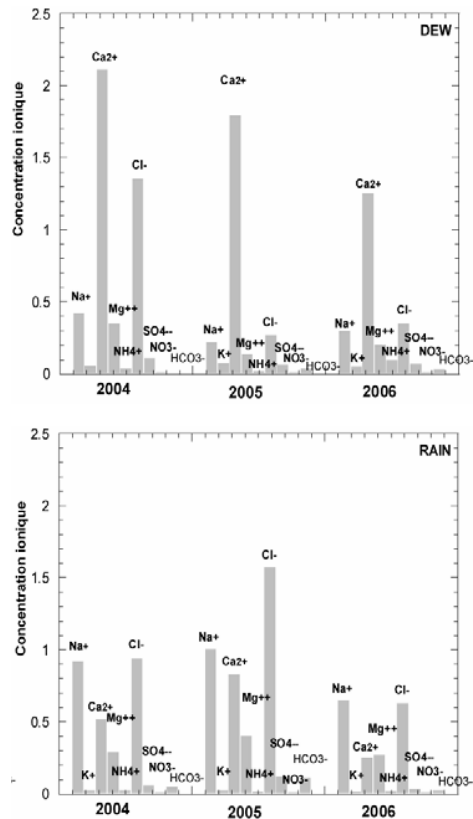 2.5
DEW
Ca2+
2
Ca2+
Concentration ionique
1.5
Cl-
Ca2+
1
0.5
Na+
Mg++
Cl-
Na+
Na+
SO4--
K+
Mg++
SO4--
Mg++
SO4--
NH4+
NO3-
HCO3-
NH4+
NO3-
HCO3-
K+
NH4+
NO3-
HCO3-
0
2004
2005
2006
2.5
RAIN
2
Concentration ionique
Cl-
1.5
Na+
Cl-
Na+
1
Ca2+
Na+
Cl-
Ca2+
Mg++
Mg++
0.5
Mg++
SO4--
SO4--
Ca2+
SO4--
K+
NH4+
NO3-
HCO3-
K+
NH4+
NO3-
HCO3-
K+
NH4+
NO3-
HCO3-
0
2004
2005
2006